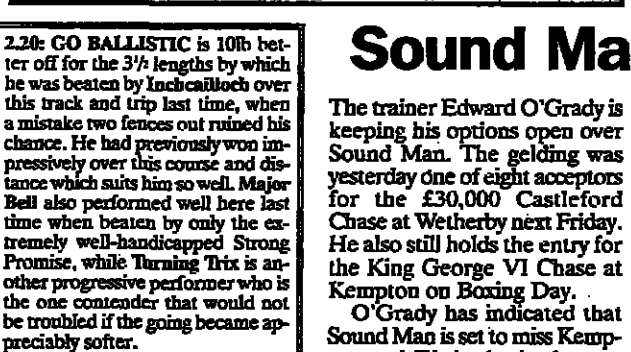 2.20: GO BALLISTIC is 10lb bet-
ter off for the 3½ lengths by which
he was beaten by Inchcailloch over
this track and trip last time, when
a mistake two fences out ruined his
chance. He had previously won im-
pressively over this course and dis-
tance which suits him so well. Major
Bell also performed well here last
time when beaten by only the ex-
tremely well-handicapped Strong
Promise, while Turning Trix is an-
other progressive performer who is
the one contender that would not
be troubled if the going became ap-
preciably softer.
Sound Ma
The trainer Edward O'Grady is
keeping his options open over
Sound Man. The gelding was
yesterday one of eight acceptors
for the £30,000 Castleford
Chase at Wetherby next Friday.
He also still holds the entry for
the King George VI Chase at
Kempton on Boxing Day.
O'Grady has indicated that
Sound Man is set to miss Kemp-